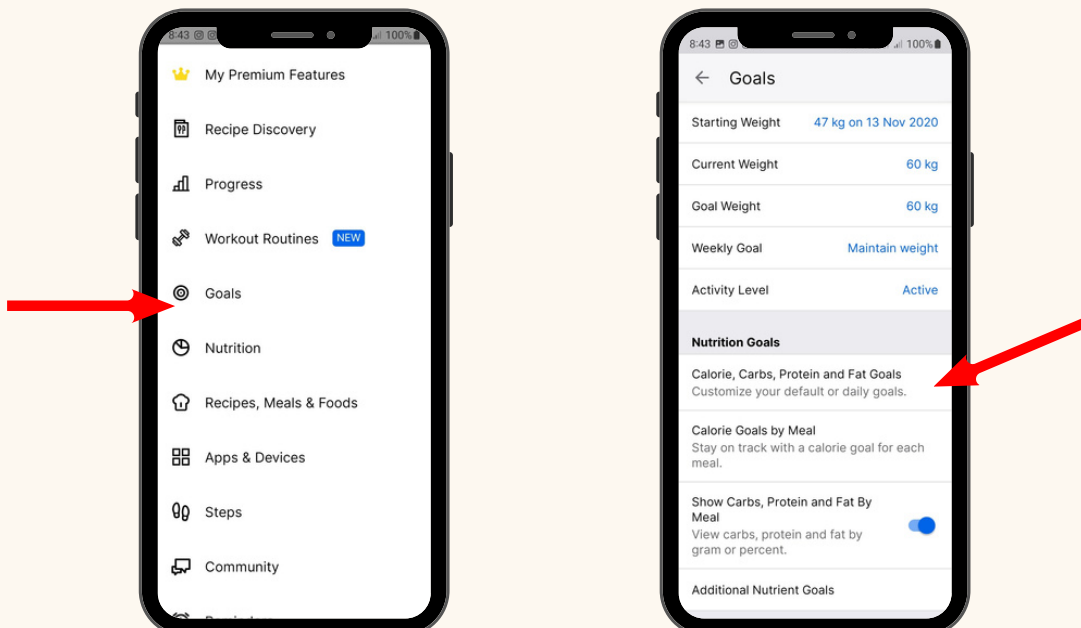 8:43
100%
My Premium Features
Recipe Discovery
Progress
Workout Routines NEW
Goals
Nutrition
Recipes, Meals & Foods
Apps & Devices
Steps
Community
8:43
100%
Goals
Starting Weight 47 kg on 13 Nov 2020
Current Weight 60 kg
Goal Weight 60 kg
Weekly Goal Maintain weight
Activity Level Active
Nutrition Goals
Calorie, Carbs, Protein and Fat Goals
Customize your default or daily goals.
Calorie Goals by Meal
Stay on track with a calorie goal for each
meal.
Show Carbs, Protein and Fat By
Meal
View carbs, protein and fat by
gram or percent.
Additional Nutrient Goals